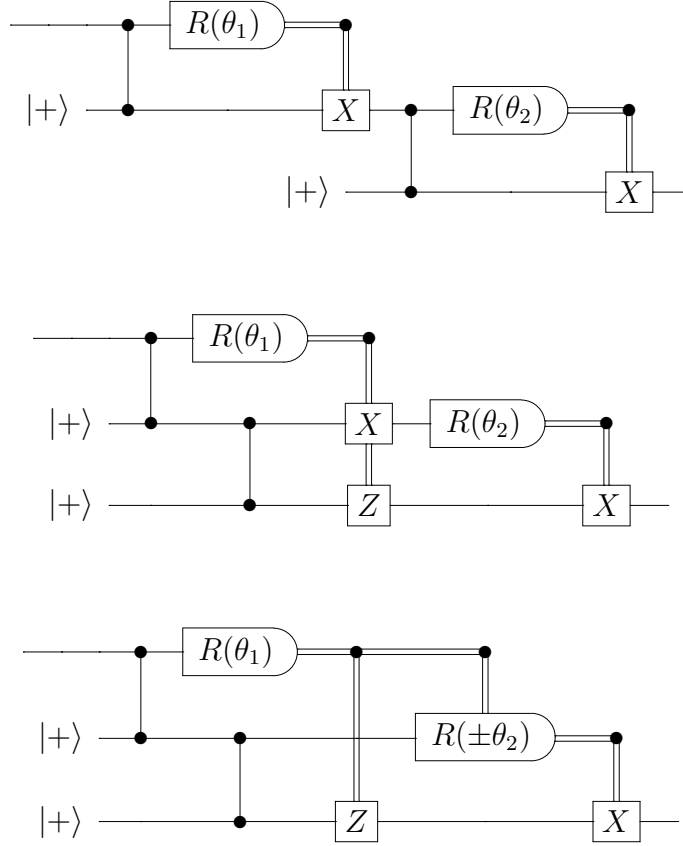 R(θ₁)
|+⟩ X R(θ₂)
|+⟩ X
R(θ₁)
|+⟩ X R(θ₂)
|+⟩ Z X
R(θ₁)
|+⟩ R(±θ₂)
|+⟩ Z X